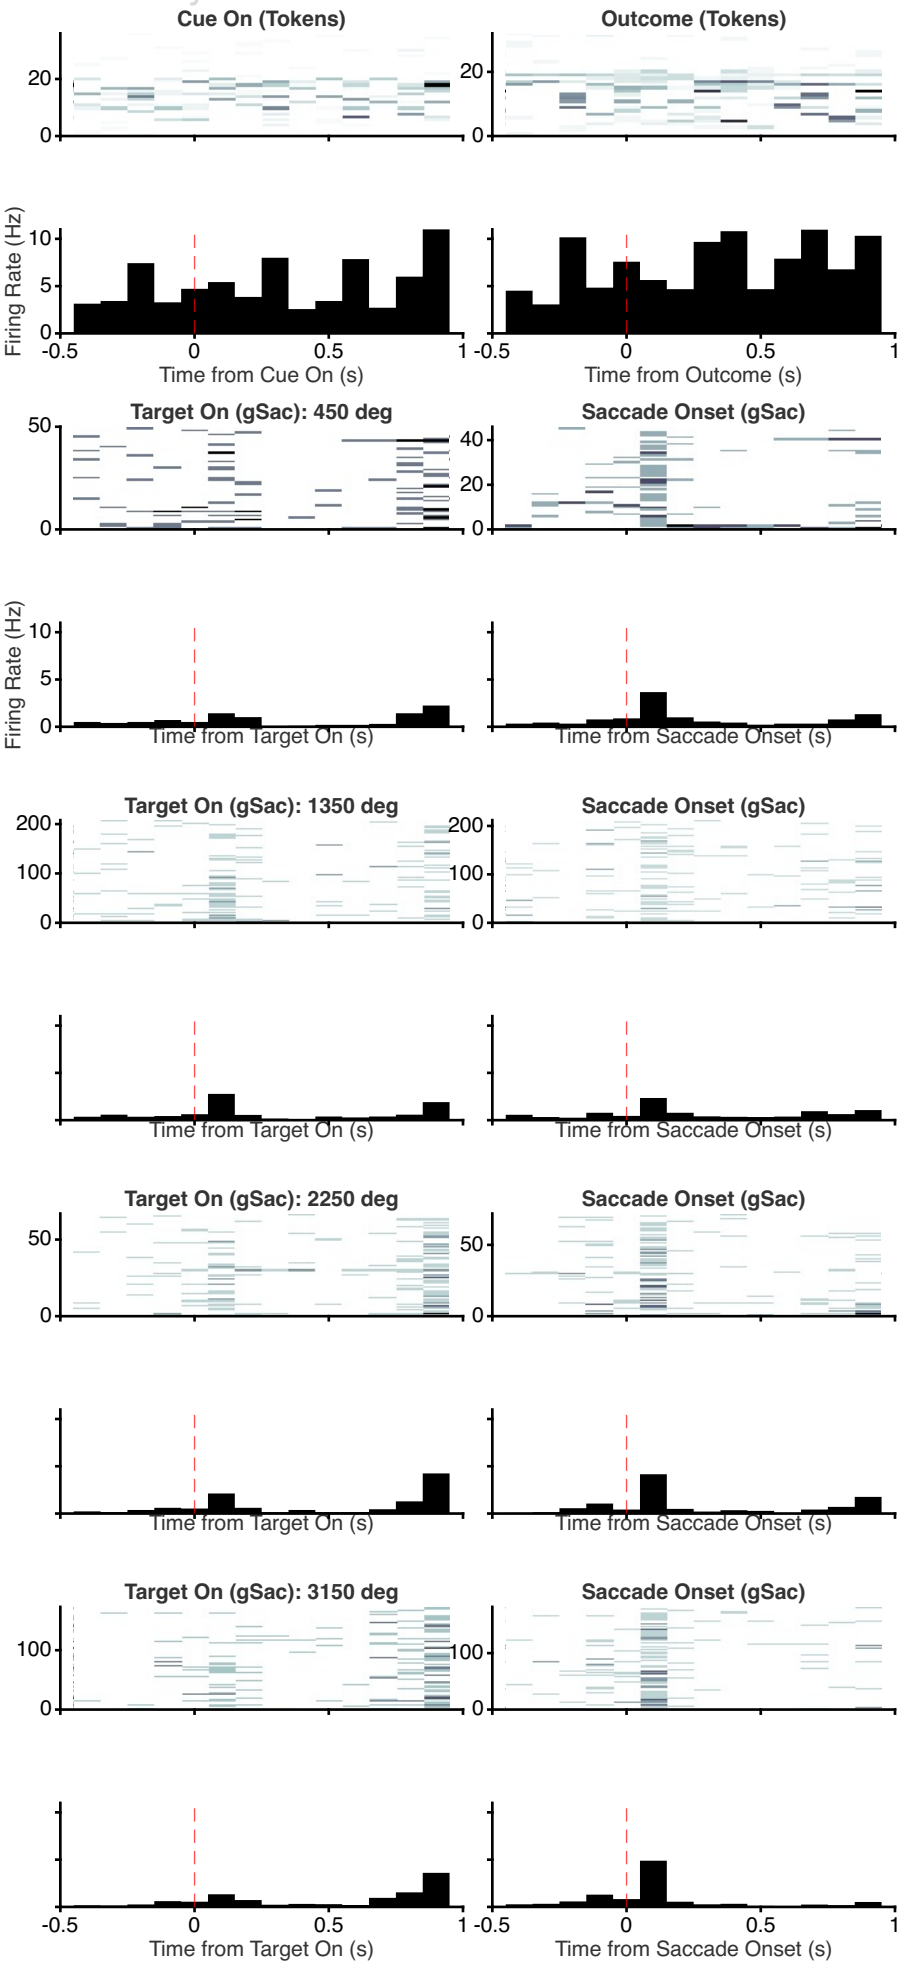 Cue On (Tokens)
Outcome (Tokens)
20
0
20
0
Firing Rate (Hz)
10
5
0
-0.5
0
0.5
1
-0.5
0
0.5
1
Time from Cue On (s)
Time from Outcome (s)
Target On (gSac): 450 deg
Saccade Onset (gSac)
50
0
40
20
0
Firing Rate (Hz)
10
5
0
Time from Target On (s)
Time from Saccade Onset (s)
Target On (gSac): 1350 deg
Saccade Onset (gSac)
200
100
0
200
100
0
Time from Target On (s)
Time from Saccade Onset (s)
Target On (gSac): 2250 deg
Saccade Onset (gSac)
50
0
50
0
Time from Target On (s)
Time from Saccade Onset (s)
Target On (gSac): 3150 deg
Saccade Onset (gSac)
100
0
100
0
-0.5
0
0.5
1
-0.5
0
0.5
1
Time from Target On (s)
Time from Saccade Onset (s)